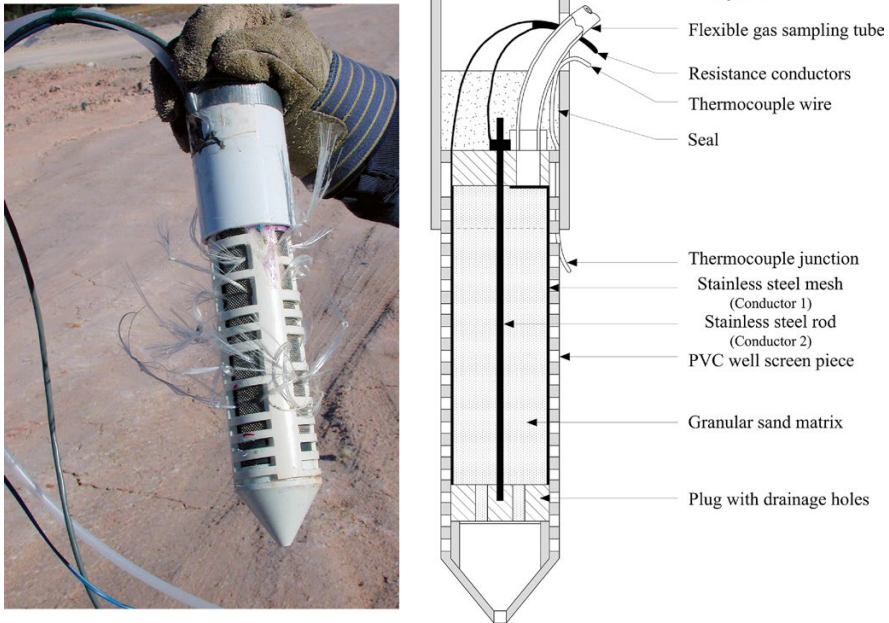 Flexible gas sampling tube
Resistance conductors
Thermocouple wire
Seal
Thermocouple junction
Stainless steel mesh
(Conductor 1)
Stainless steel rod
(Conductor 2)
PVC well screen piece
Granular sand matrix
Plug with drainage holes